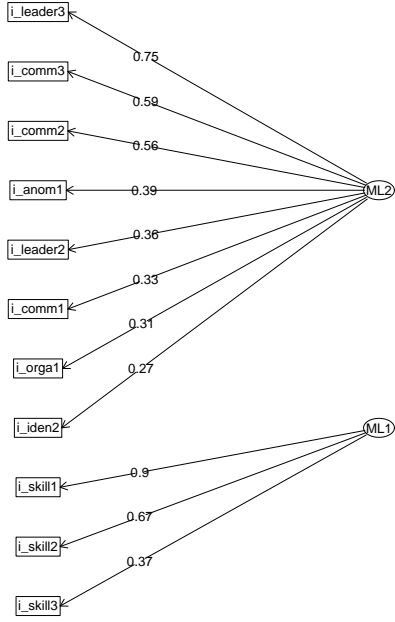 i_leader3
0.75
i_comm3
0.59
i_comm2
0.56
i_anom1
0.39
ML2
i_leader2
0.36
i_comm1
0.33
i_orga1
0.31
i_iden2
0.27
ML1
i_skill1
0.9
i_skill2
0.67
i_skill3
0.37